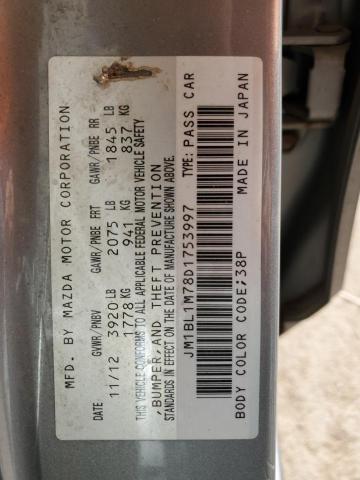 MFD. BY MAZDA MOTOR CORPORATION
DATE GVWR/PNBV GAWR/PNBE FRT GAWR/PNBE RR
11/12 3920 LB 2075 LB 1845 LB
1778 KG 941 KG 837 KG
THIS VEHICLE CONFORMS TO ALL APPLICABLE FEDERAL MOTOR VEHICLE SAFETY
,BUMPER, AND THEFT PREVENTION
STANDARDS IN EFFECT ON THE DATE OF MANUFACTURE SHOWN ABOVE.
JM1BL1M78D1753997 TYPE: PASS CAR
BODY COLOR CODE:38P MADE IN JAPAN